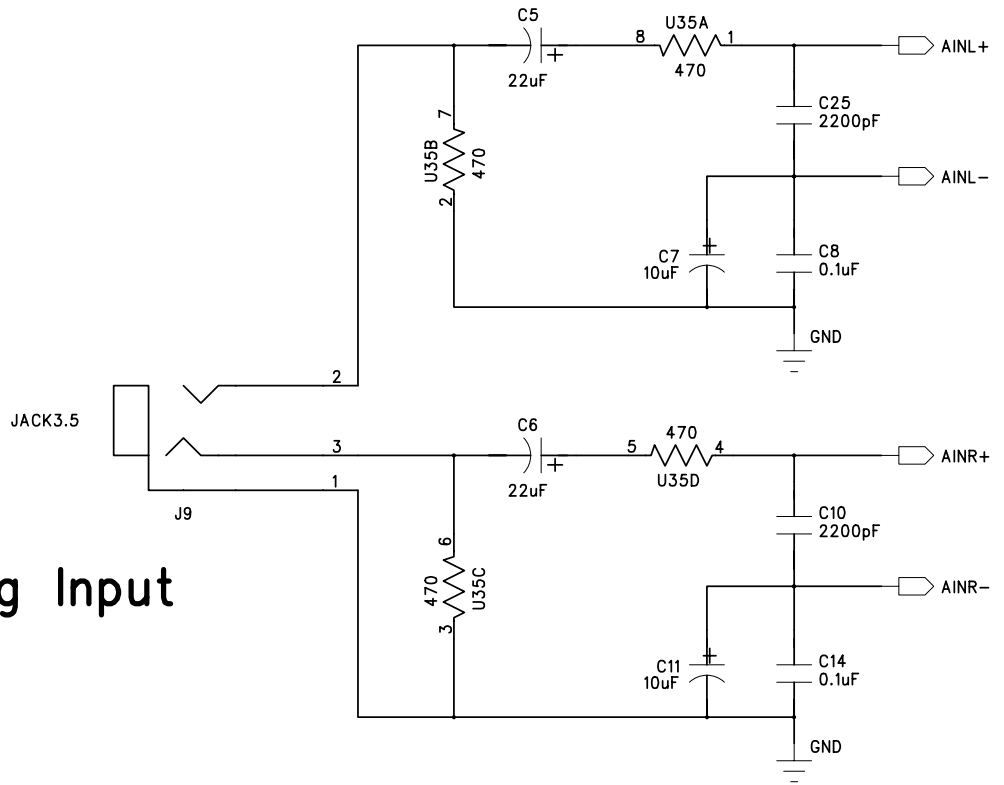 C5
22uF
U35A
8
1
470
AINL+
C25
2200pF
7
U35B
470
2
AINL-
C7
10uF
C8
0.1uF
GND
2
JACK3.5
3
1
J9
C6
22uF
470
5
4
U35D
AINR+
C10
2200pF
6
470
U35C
3
g Input
AINR-
C11
10uF
C14
0.1uF
GND